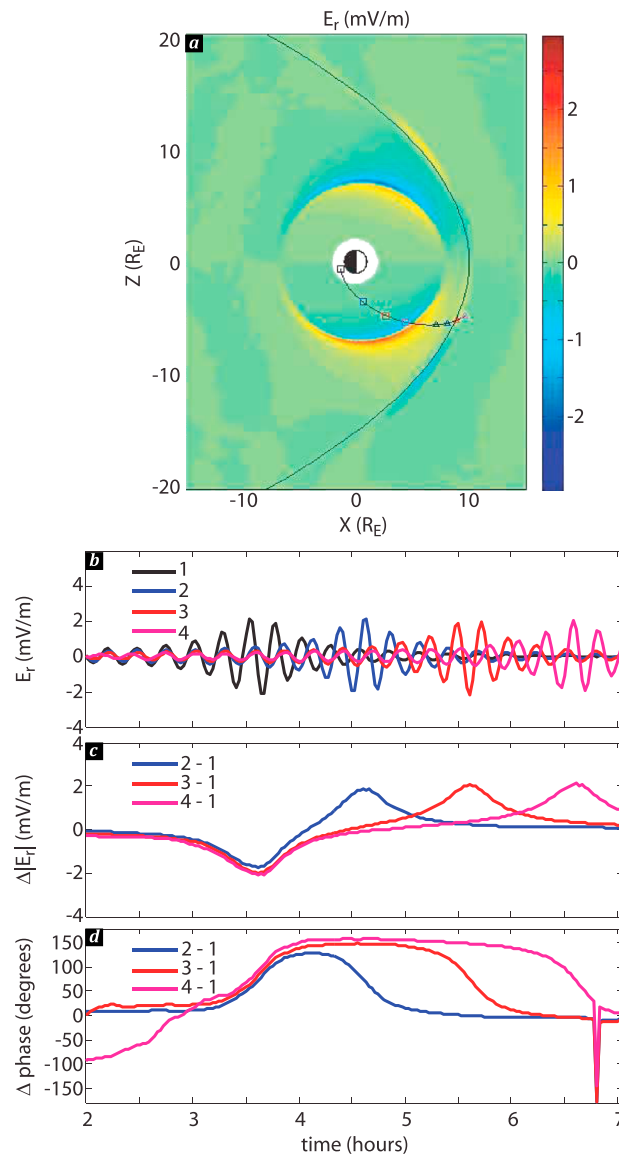 E_r (mV/m)
a
20
10
0
-10
-20
Z (R_E)
-10 0 10
X (R_E)
2
1
0
-1
-2
b
1
2
3
4
4
2
0
-2
-4
E_r (mV/m)
c
2 - 1
3 - 1
4 - 1
4
2
0
-2
-4
Δ|E_r| (mV/m)
d
2 - 1
3 - 1
4 - 1
150
100
50
0
-50
-100
-150
Δ phase (degrees)
2 3 4 5 6 7
time (hours)